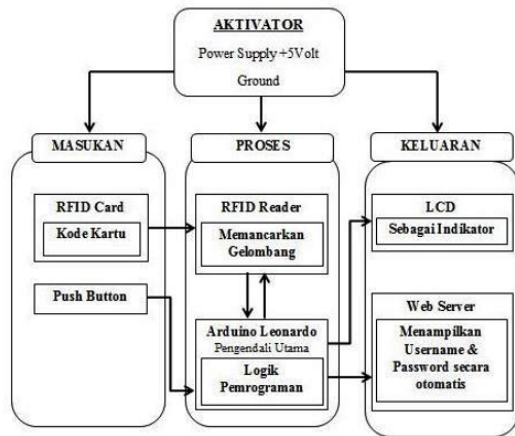 AKTIVATOR
Power Supply +5Volt
Ground
MASUKAN
RFID Card
Kode Kartu
Push Button
PROSES
RFID Reader
Memancarkan
Gelombang
Arduino Leonardo
Pengendali Utama
Logik
Pemrograman
KELUARAN
LCD
Sebagai Indikator
Web Server
Menampilkan
Username &
Password secara
otomatis